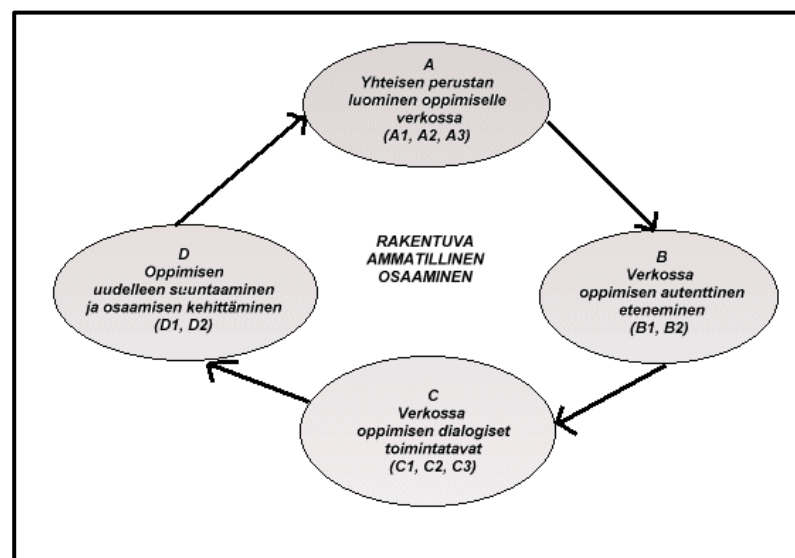 A
Yhteisen perustan
luominen oppimiselle
verkossa
(A1, A2, A3)
RAKENTUVA
AMMATILLINEN
OSAAMINEN
D
Oppimisen
uudelleen suuntaaminen
ja osaamisen kehittäminen
(D1, D2)
B
Verkossa
oppimisen autenttinen
eteneminen
(B1, B2)
C
Verkossa
oppimisen dialogiset
toimintatavat
(C1, C2, C3)